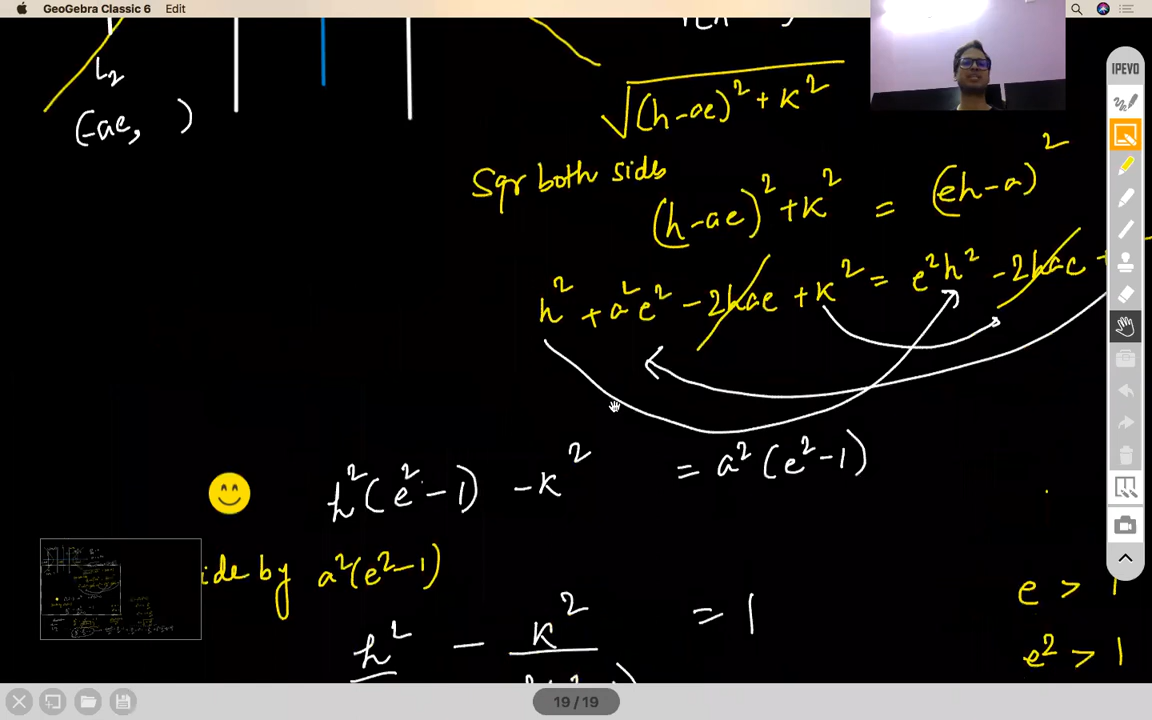 GeoGebra Classic 6 Edit
L₂
(-ae, )
√(h-ae)² + K²
Sqr both side
(h-ae)² + K² = (eh-a)²
h² + a²e² - 2hae + K² = e²h² - 2hae +
h²(e²-1) - K² = a²(e²-1)
ide by a²(e²-1)
h² - K² = 1
e > 1
e² > 1
IPEVO
19 / 19